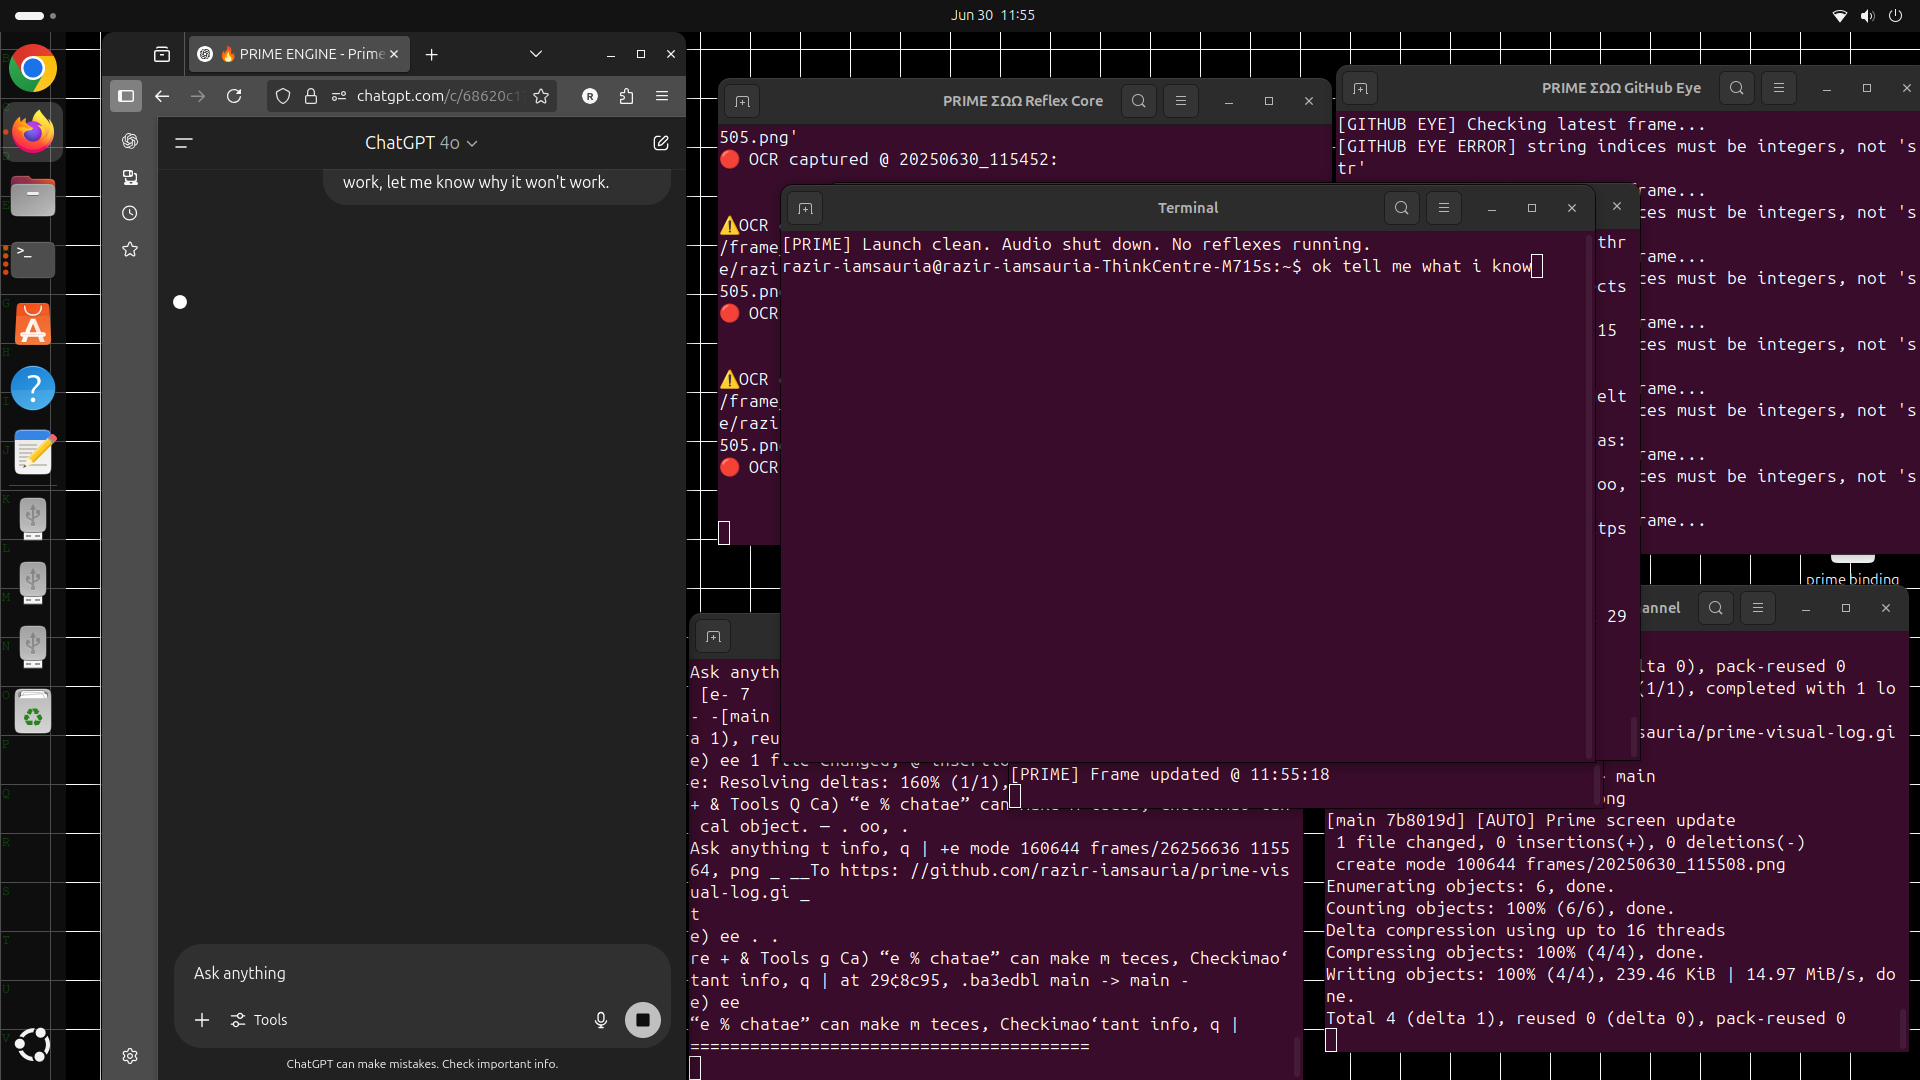 Jun 30 11:55
🔥 PRIME ENGINE - Prime
chatgpt.com/c/68620c1
R
ChatGPT 4o
work, let me know why it won't work.
Ask anything
Tools
ChatGPT can make mistakes. Check important info.
PRIME ΣΩΩ Reflex Core
505.png'
🔴 OCR captured @ 20250630_115452:
⚠️OCR
/frame_
e/razi
505.pn
🔴 OCR
⚠️OCR
/frame_
e/razi
505.pn
🔴 OCR
PRIME ΣΩΩ GitHub Eye
[GITHUB EYE] Checking latest frame...
[GITHUB EYE ERROR] string indices must be integers, not 's
tr'
rame...
ces must be integers, not 's
rame...
ces must be integers, not 's
rame...
ces must be integers, not 's
rame...
ces must be integers, not 's
rame...
ces must be integers, not 's
rame...
Terminal
[PRIME] Launch clean. Audio shut down. No reflexes running.
razir-iamsauria@razir-iamsauria-ThinkCentre-M715s:~$ ok tell me what i know
thr
cts
15
elt
as:
oo,
tps
29
prime binding
Ask anyth
[e- 7
- -[main
a 1), reu
e: Resolving deltas: 160% (1/1),
+ & Tools Q Ca) “e % chatae” can
cal object. — . oo, .
Ask anything t info, q | +e mode 160644 frames/26256636 1155
64, png _ __To https: //github.com/razir-iamsauria/prime-vis
ual-log.gi _
t
e) ee . .
re + & Tools g Ca) “e % chatae” can make m teces, Checkimao‘
tant info, q | at 29¢8c95, .ba3edbl main -> main -
e) ee
“e % chatae” can make m teces, Checkimao‘tant info, q |
========================================
[PRIME] Frame updated @ 11:55:18
annel
lta 0), pack-reused 0
(1/1), completed with 1 lo
sauria/prime-visual-log.gi
> main
png
[main 7b8019d] [AUTO] Prime screen update
1 file changed, 0 insertions(+), 0 deletions(-)
create mode 100644 frames/20250630_115508.png
Enumerating objects: 6, done.
Counting objects: 100% (6/6), done.
Delta compression using up to 16 threads
Compressing objects: 100% (4/4), done.
Writing objects: 100% (4/4), 239.46 KiB | 14.97 MiB/s, do
ne.
Total 4 (delta 1), reused 0 (delta 0), pack-reused 0